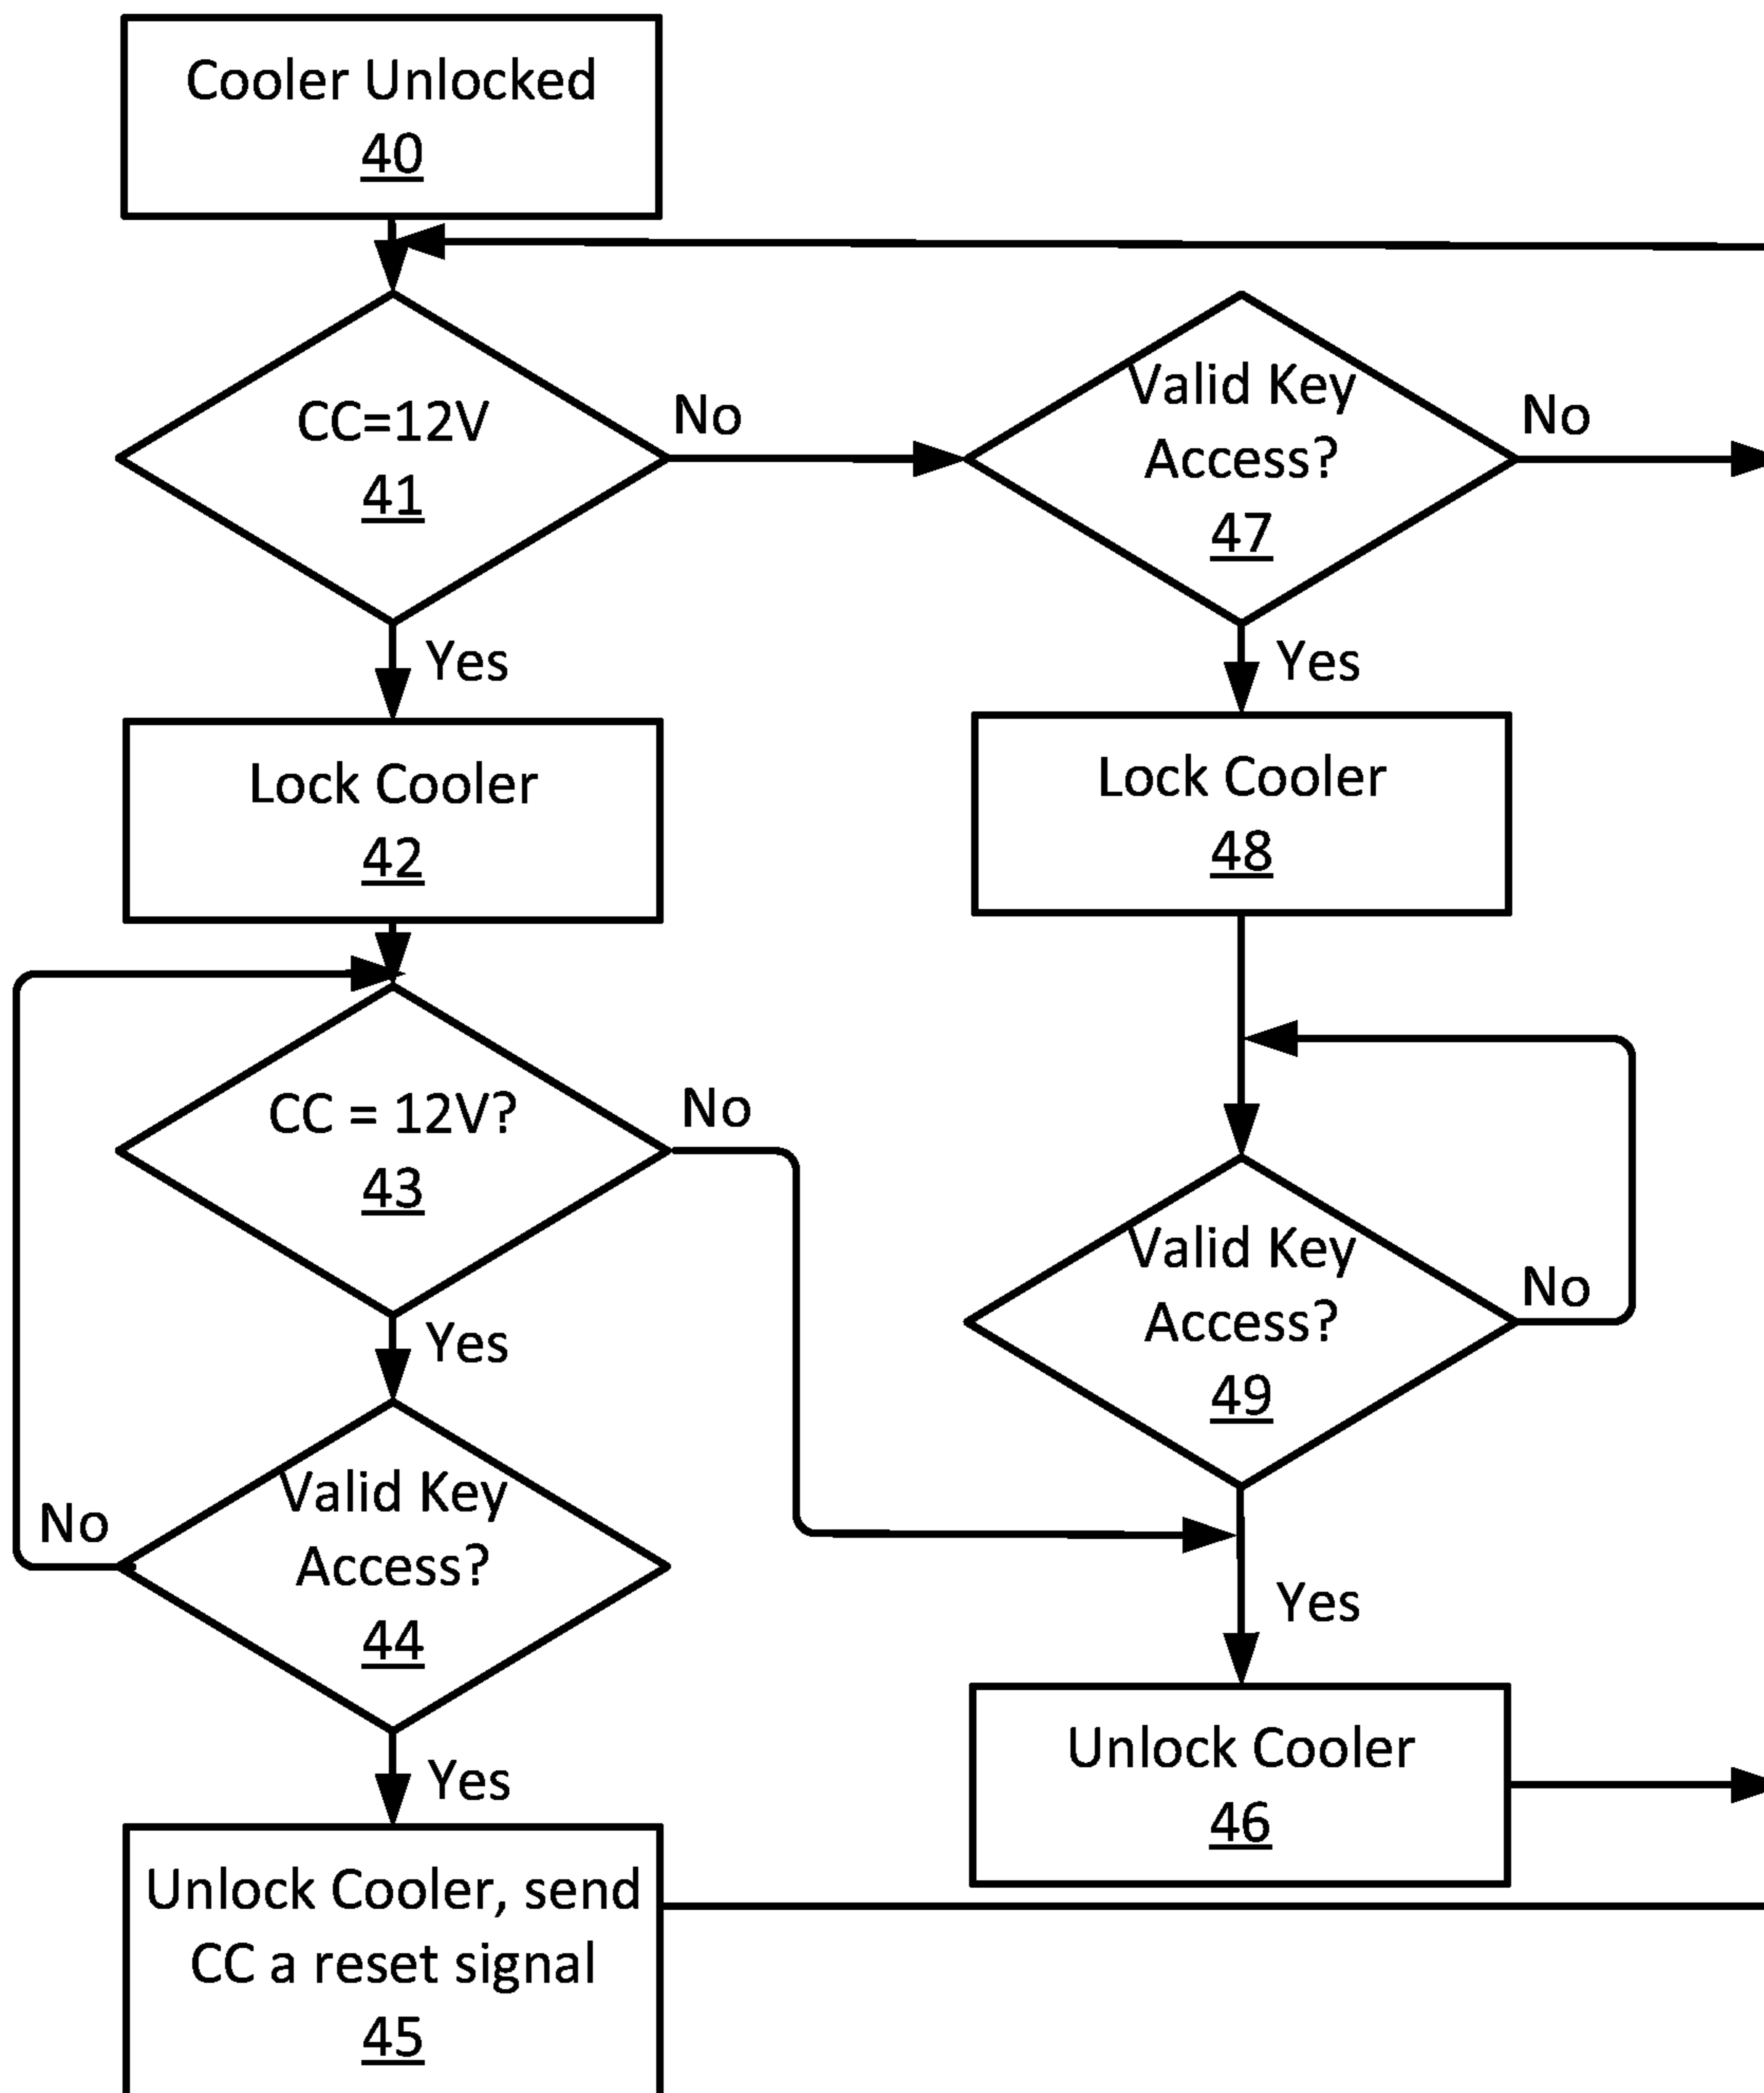 Cooler Unlocked
40
CC=12V
41
No
Valid Key
Access?
47
No
Yes
Yes
Lock Cooler
42
Lock Cooler
48
CC = 12V?
43
No
Valid Key
Access?
49
No
Yes
Valid Key
Access?
44
No
Yes
Yes
Unlock Cooler
46
Unlock Cooler, send
CC a reset signal
45